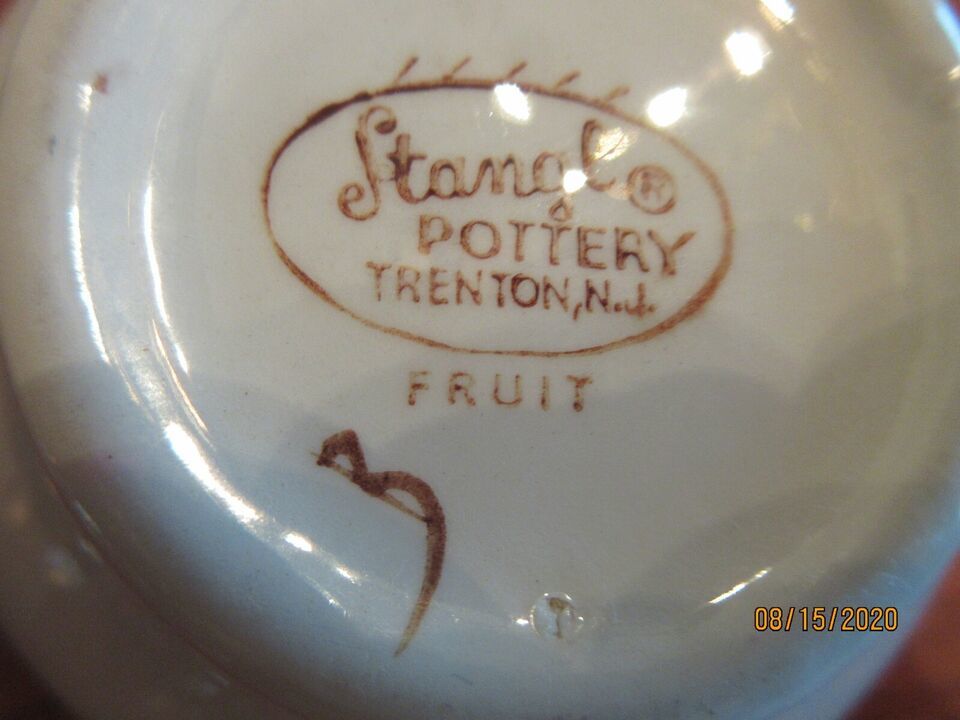 Stangl®
POTTERY
TRENTON, N.J.
FRUIT
08/15/2020